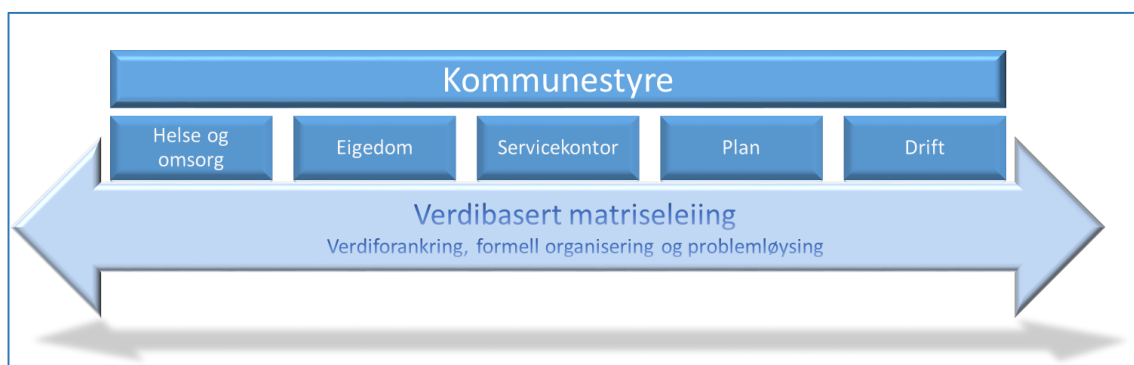 Kommunestyre
Helse og
omsorg
Eigedom
Servicekontor
Plan
Drift
Verdibasert matriseleiing
Verdiforankring, formell organisering og problemløysing